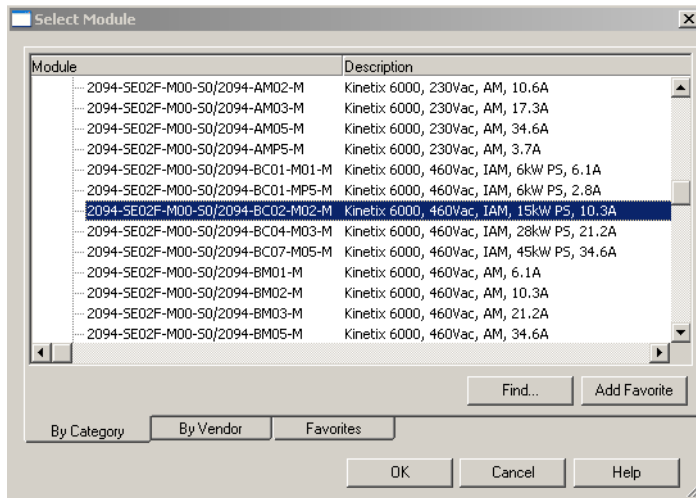 Select Module
Module Description
2094-SE02F-M00-S0/2094-AM02-M Kinetix 6000, 230Vac, AM, 10.6A
2094-SE02F-M00-S0/2094-AM03-M Kinetix 6000, 230Vac, AM, 17.3A
2094-SE02F-M00-S0/2094-AM05-M Kinetix 6000, 230Vac, AM, 34.6A
2094-SE02F-M00-S0/2094-AMP5-M Kinetix 6000, 230Vac, AM, 3.7A
2094-SE02F-M00-S0/2094-BC01-M01-M Kinetix 6000, 460Vac, IAM, 6kW PS, 6.1A
2094-SE02F-M00-S0/2094-BC01-MP5-M Kinetix 6000, 460Vac, IAM, 6kW PS, 2.8A
2094-SE02F-M00-S0/2094-BC02-M02-M Kinetix 6000, 460Vac, IAM, 15kW PS, 10.3A
2094-SE02F-M00-S0/2094-BC04-M03-M Kinetix 6000, 460Vac, IAM, 28kW PS, 21.2A
2094-SE02F-M00-S0/2094-BC07-M05-M Kinetix 6000, 460Vac, IAM, 45kW PS, 34.6A
2094-SE02F-M00-S0/2094-BM01-M Kinetix 6000, 460Vac, AM, 6.1A
2094-SE02F-M00-S0/2094-BM02-M Kinetix 6000, 460Vac, AM, 10.3A
2094-SE02F-M00-S0/2094-BM03-M Kinetix 6000, 460Vac, AM, 21.2A
2094-SE02F-M00-S0/2094-BM05-M Kinetix 6000, 460Vac, AM, 34.6A
Find... Add Favorite
By Category By Vendor Favorites
OK Cancel Help